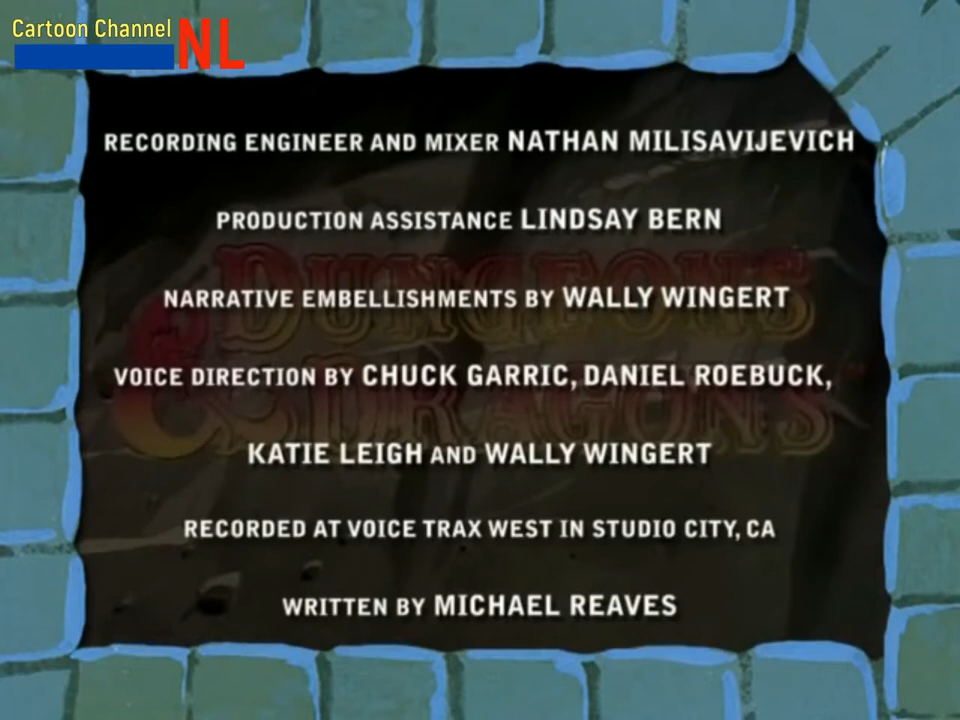 Cartoon Channel
NL
RECORDING ENGINEER AND MIXER NATHAN MILISAVIJEVICH
PRODUCTION ASSISTANCE LINDSAY BERN
NARRATIVE EMBELLISHMENTS BY WALLY WINGERT
VOICE DIRECTION BY CHUCK GARRIC, DANIEL ROEBUCK,
KATIE LEIGH AND WALLY WINGERT
RECORDED AT VOICE TRAX WEST IN STUDIO CITY, CA
WRITTEN BY MICHAEL REAVES
DUNGEONS
& DRAGONS